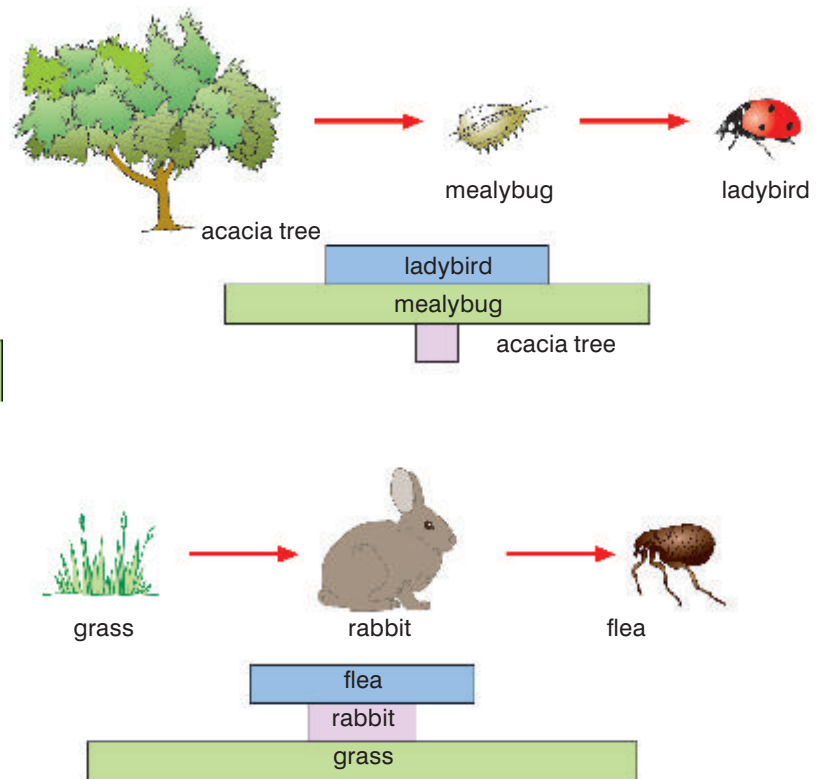 mealybug
ladybird
acacia tree
ladybird
mealybug
acacia tree
grass
rabbit
flea
flea
rabbit
grass